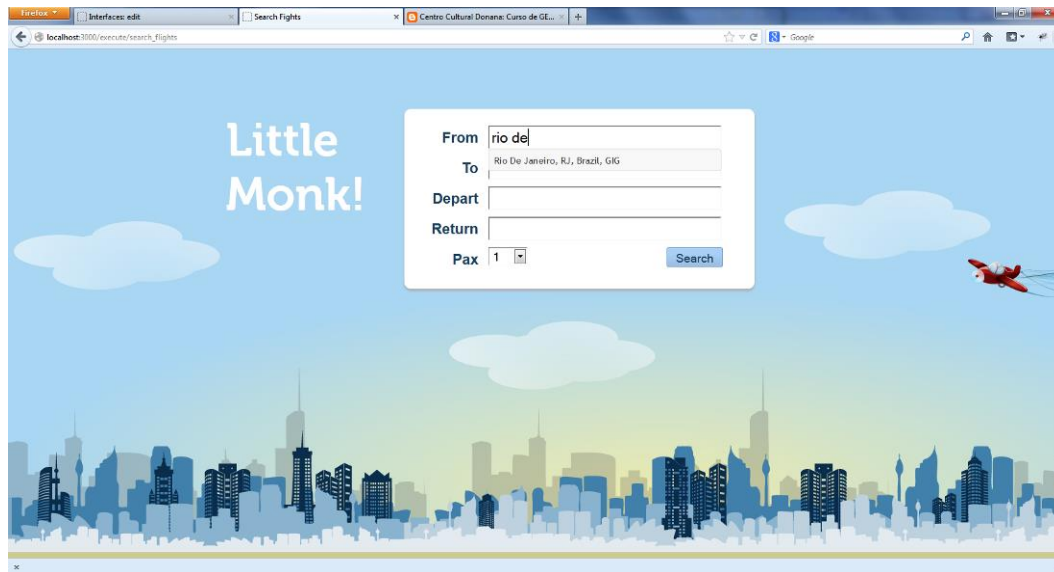 Firefox
Interfaces: edit
Search Fights
Centro Cultural Donana: Curso de GE...
localhost:3000/execute/search_flights
Google
Little
Monk!
From rio de
Rio De Janeiro, RJ, Brazil, GIG
To
Depart
Return
Pax 1
Search